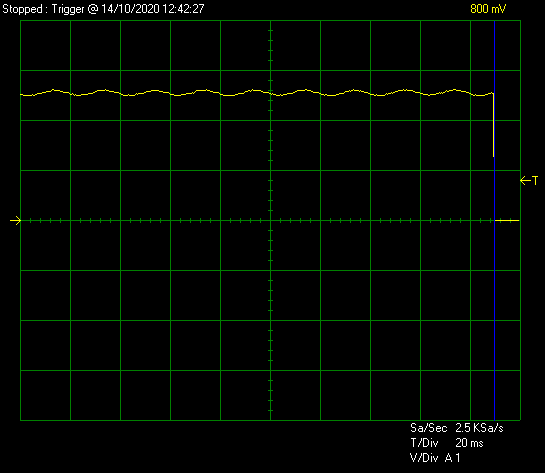 Stopped : Trigger @ 14/10/2020 12:42:27
800 mV
T
Sa/Sec 2.5 KSa/s
T/Div 20 ms
V/Div A 1